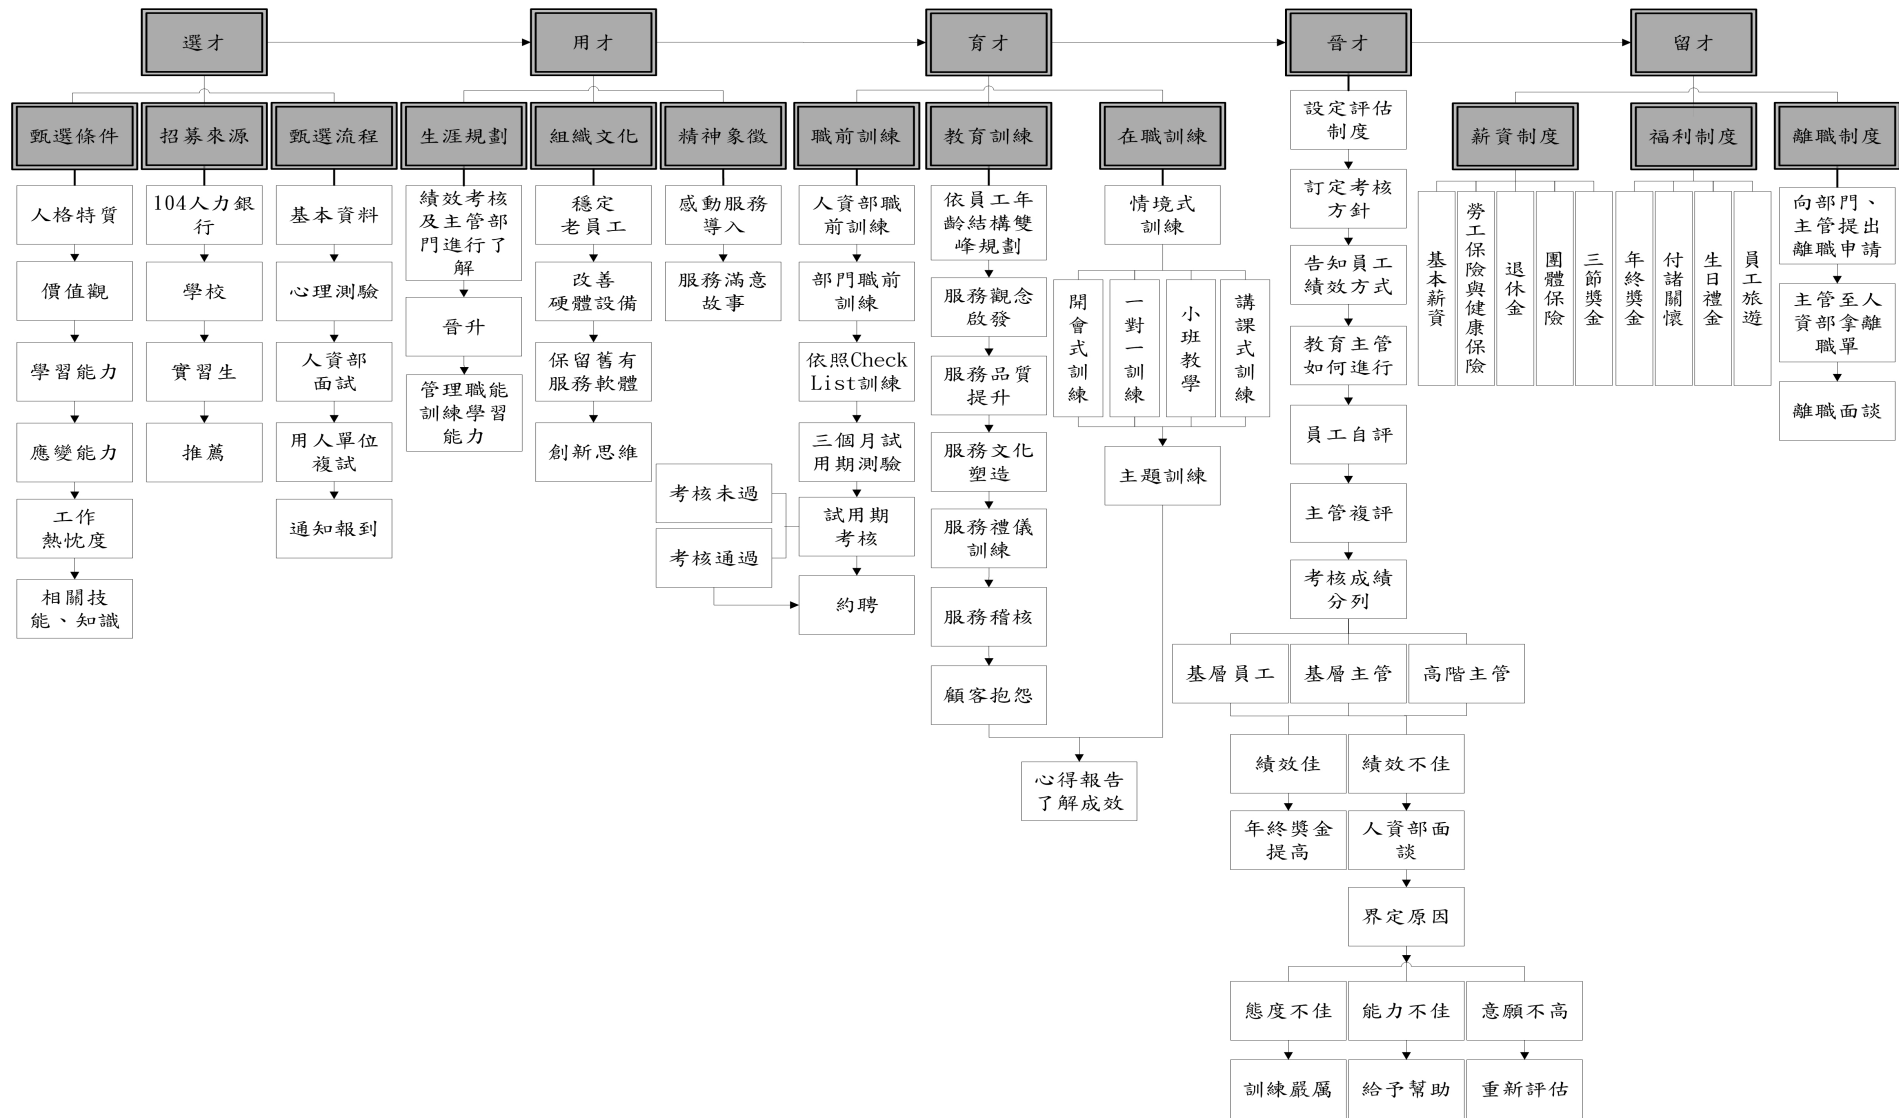 選才
用才
育才
晉才
留才
甄選條件
招募來源
甄選流程
生涯規劃
組織文化
精神象徵
職前訓練
教育訓練
在職訓練
設定評估
制度
薪資制度
福利制度
離職制度
人格特質
價值觀
學習能力
應變能力
工作
熱忱度
相關技
能、知識
104人力銀
行
學校
實習生
推薦
基本資料
心理測驗
人資部
面試
用人單位
複試
通知報到
績效考核
及主管部
門進行了
解
晉升
管理職能
訓練學習
能力
穩定
老員工
改善
硬體設備
保留舊有
服務軟體
創新思維
感動服務
導入
服務滿意
故事
人資部職
前訓練
部門職前
訓練
依照Check
List訓練
三個月試
用期測驗
考核未過
考核通過
試用期
考核
約聘
依員工年
齡結構雙
峰規劃
服務觀念
啟發
服務品質
提升
服務文化
塑造
服務禮儀
訓練
服務稽核
顧客抱怨
情境式
訓練
開會式訓練
一對一訓練
小班教學
講課式訓練
主題訓練
心得報告
了解成效
訂定考核
方針
告知員工
績效方式
教育主管
如何進行
員工自評
主管複評
考核成績
分列
基層員工
基層主管
高階主管
績效佳
績效不佳
年終獎金
提高
人資部面
談
界定原因
態度不佳
能力不佳
意願不高
訓練嚴厲
給予幫助
重新評估
基本薪資
勞工保險與健康保險
退休金
團體保險
三節獎金
年終獎金
付諸關懷
生日禮金
員工旅遊
向部門、
主管提出
離職申請
主管至人
資部拿離
職單
離職面談